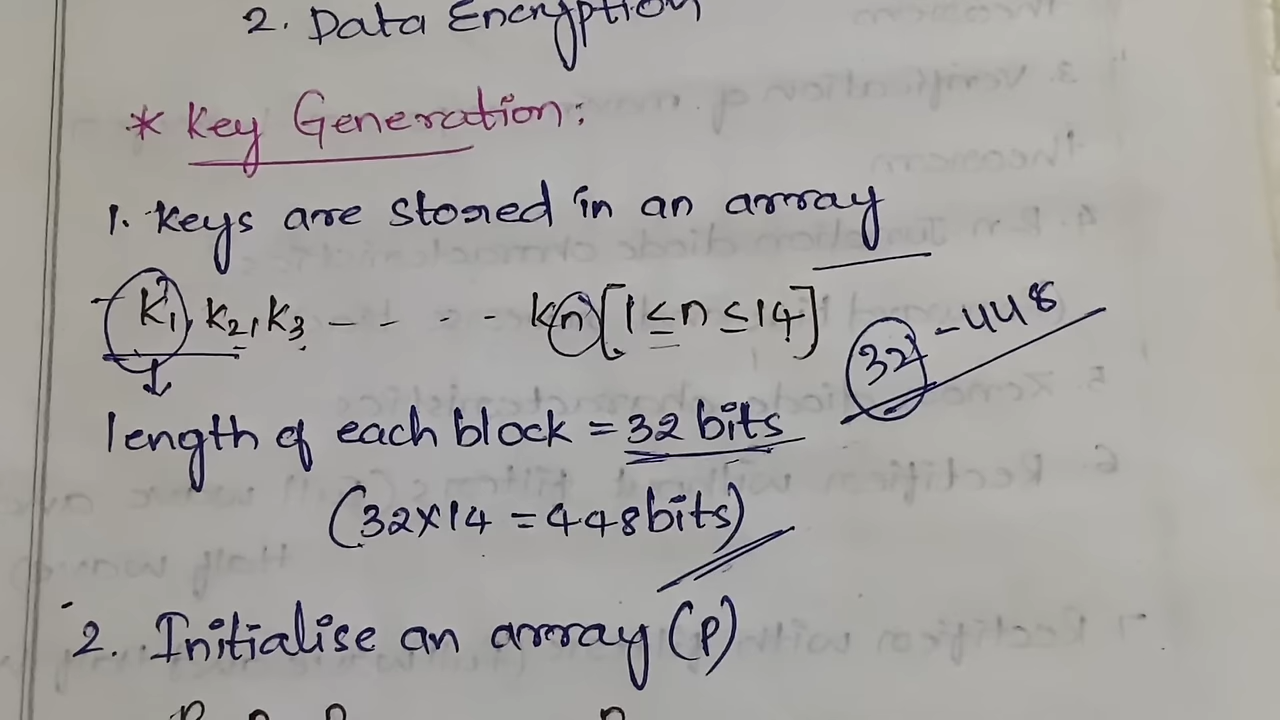 2. Data Encryption
* Key Generation:
1. Keys are stored in an array
K1, K2, K3 - - - - Kn [1≤n≤14]
32 - 448
length of each block = 32 bits
(32x14 = 448 bits)
2. Initialise an array (P)